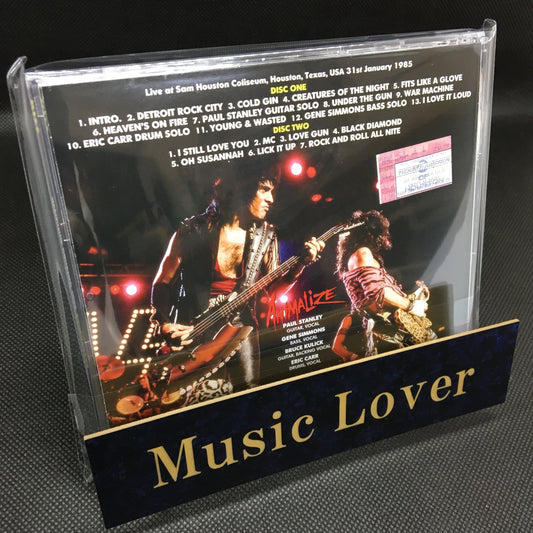 Live at Sam Houston Coliseum, Houston, Texas, USA 31st January 1985
DISC ONE
1. INTRO. 2. DETROIT ROCK CITY 3. COLD GIN 4. CREATURES OF THE NIGHT 5. FITS LIKE A GLOVE
6. HEAVEN'S ON FIRE 7. PAUL STANLEY GUITAR SOLO 8. UNDER THE GUN 9. WAR MACHINE
10. ERIC CARR DRUM SOLO 11. YOUNG & WASTED 12. GENE SIMMONS BASS SOLO 13. I LOVE IT LOUD
DISC TWO
1. I STILL LOVE YOU 2. MC 3. LOVE GUN 4. BLACK DIAMOND
5. OH SUSANNAH 6. LICK IT UP 7. ROCK AND ROLL ALL NITE
OF
HOUSTON
ANIMALIZE
PAUL STANLEY
GUITAR, VOCAL
GENE SIMMONS
BASS, VOCAL
BRUCE KULICK
GUITAR, BACKING VOCAL
ERIC CARR
DRUMS, VOCAL
LE
Music Lover